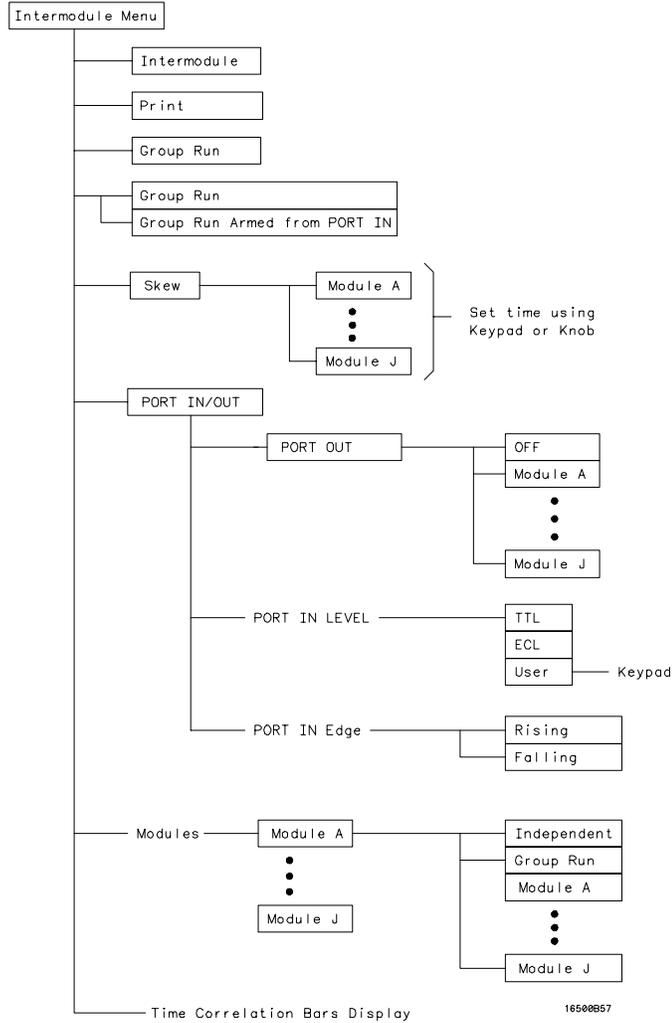 Intermodule Menu
Intermodule
Print
Group Run
Group Run
Group Run Armed from PORT IN
Skew
Module A
Module J
Set time using
Keypad or Knob
PORT IN/OUT
PORT OUT
OFF
Module A
Module J
PORT IN LEVEL
TTL
ECL
User
Keypad
PORT IN Edge
Rising
Falling
Modules
Module A
Module J
Independent
Group Run
Module A
Module J
Time Correlation Bars Display
16500B57